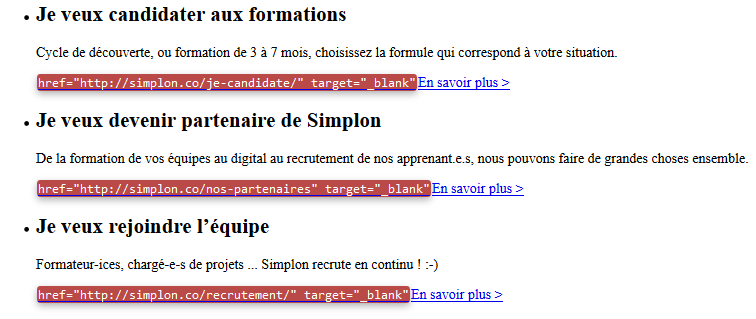 Je veux candidater aux formations
Cycle de découverte, ou formation de 3 à 7 mois, choisissez la formule qui correspond à votre situation.
href="http://simplon.co/je-candidate/" target="_blank"En savoir plus >
Je veux devenir partenaire de Simplon
De la formation de vos équipes au digital au recrutement de nos apprenant.e.s, nous pouvons faire de grandes choses ensemble.
href="http://simplon.co/nos-partenaires" target="_blank"En savoir plus >
Je veux rejoindre l’équipe
Formateur-ices, chargé-e-s de projets ... Simplon recrute en continu ! :-)
href="http://simplon.co/recrutement/" target="_blank"En savoir plus >